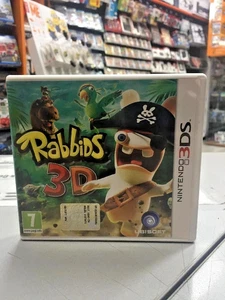 Rabbids
3D
NINTENDO 3DS
7
UBISOFT